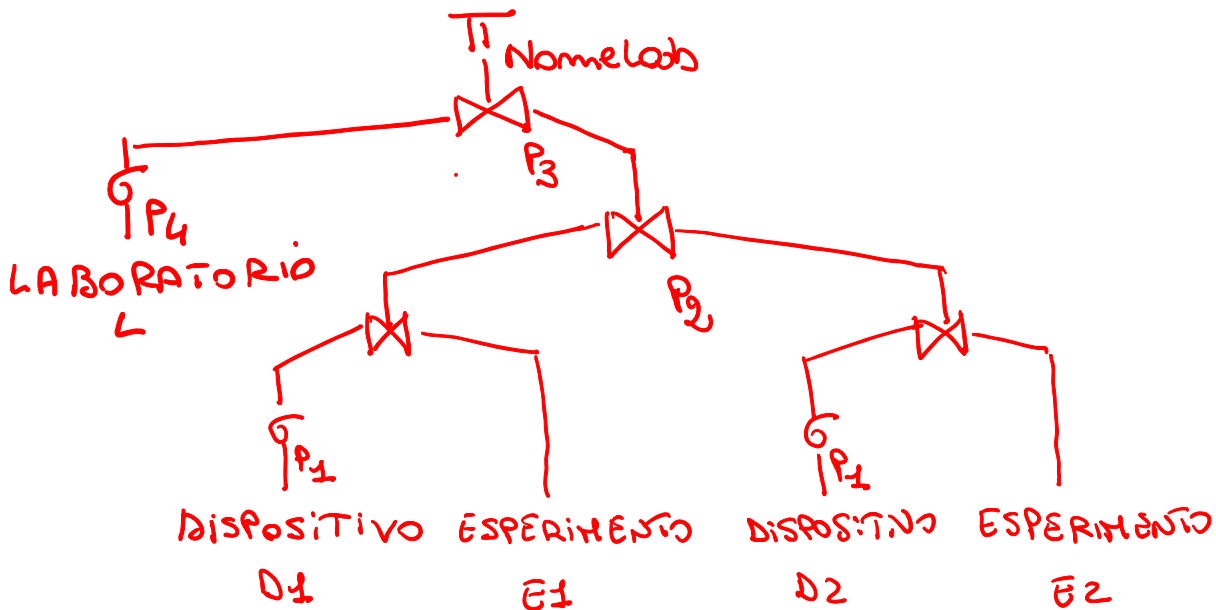 π NomeLab
P3
σ P4
LABORATORIO
L
P2
σ P1
σ P1
DISPOSITIVO ESPERIMENTO DISPOSITIVO ESPERIMENTO
D1 E1 D2 E2